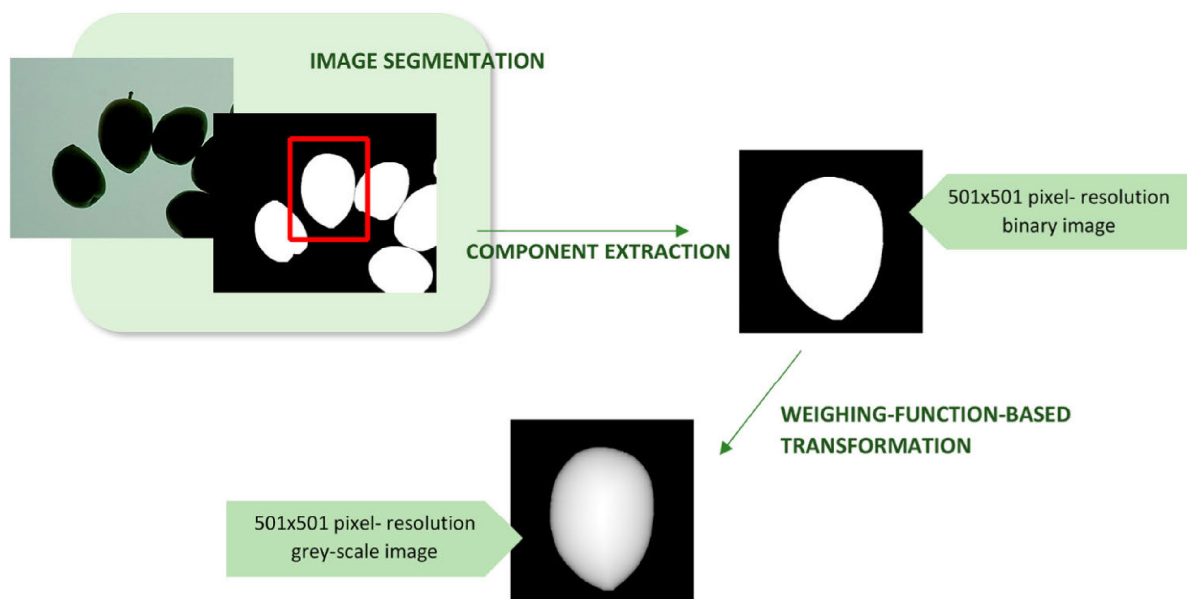 IMAGE SEGMENTATION
COMPONENT EXTRACTION
501x501 pixel- resolution
binary image
WEIGHING-FUNCTION-BASED
TRANSFORMATION
501x501 pixel- resolution
grey-scale image